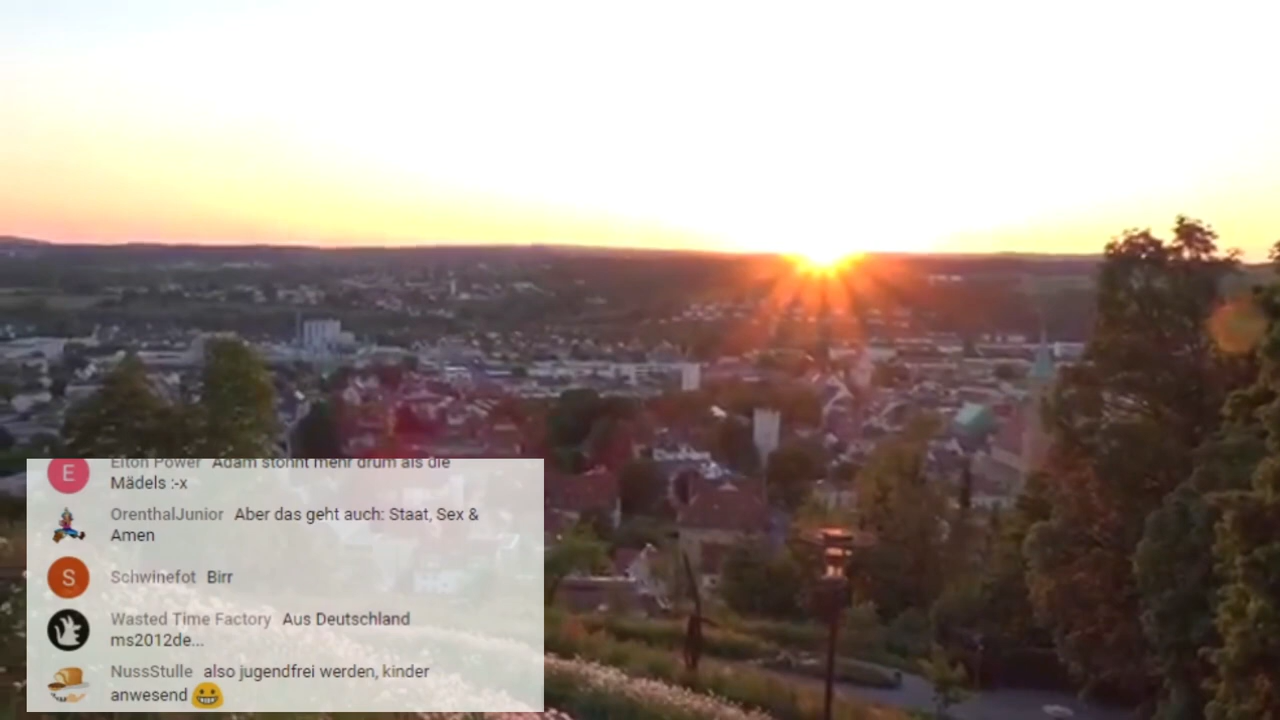 E Elton Power Adam stöhnt mehr drum als die
Mädels :-x
OrenthalJunior Aber das geht auch: Staat, Sex &
Amen
S Schwinefot Birr
Wasted Time Factory Aus Deutschland
ms2012de...
NussStulle also jugendfrei werden, kinder
anwesend 😬